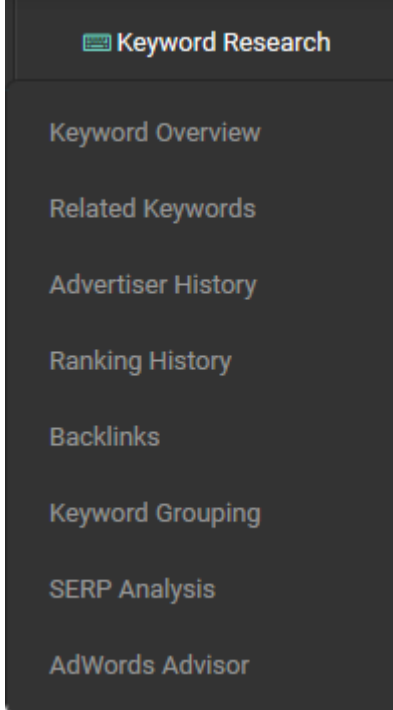 Keyword Research
Keyword Overview
Related Keywords
Advertiser History
Ranking History
Backlinks
Keyword Grouping
SERP Analysis
AdWords Advisor